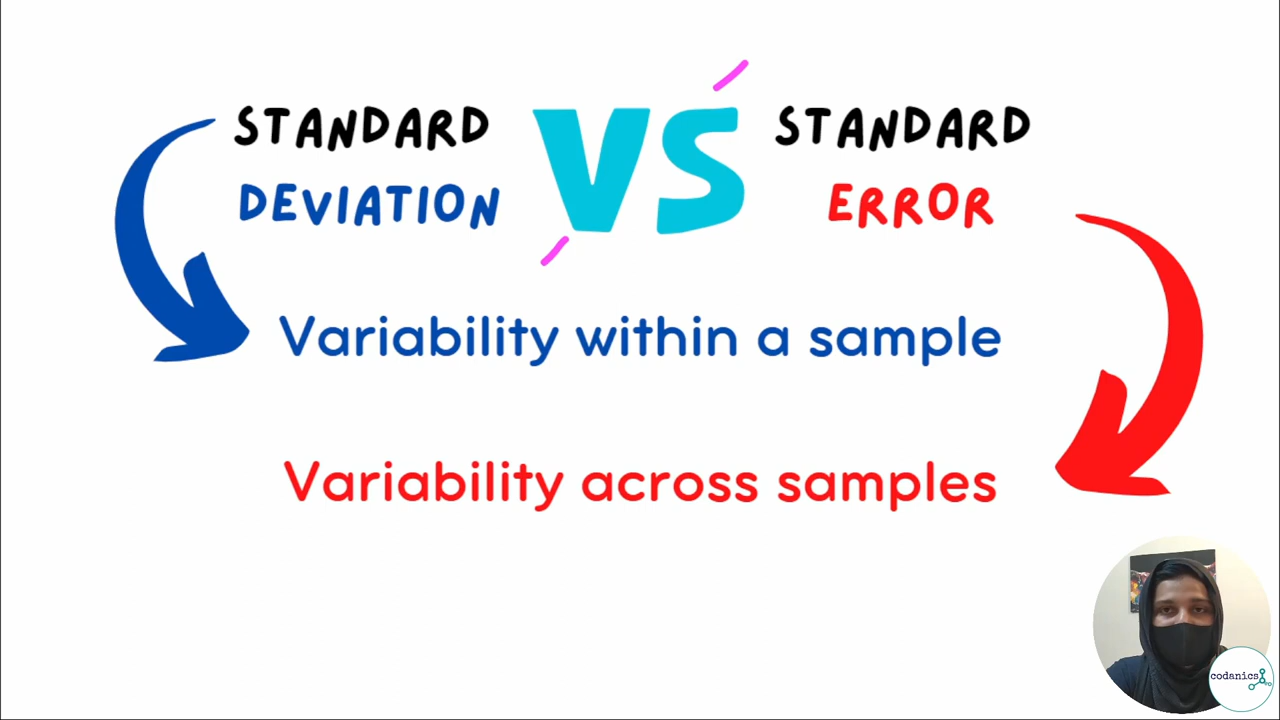 STANDARD VS STANDARD
DEVIATION ERROR
Variability within a sample
Variability across samples
codanics